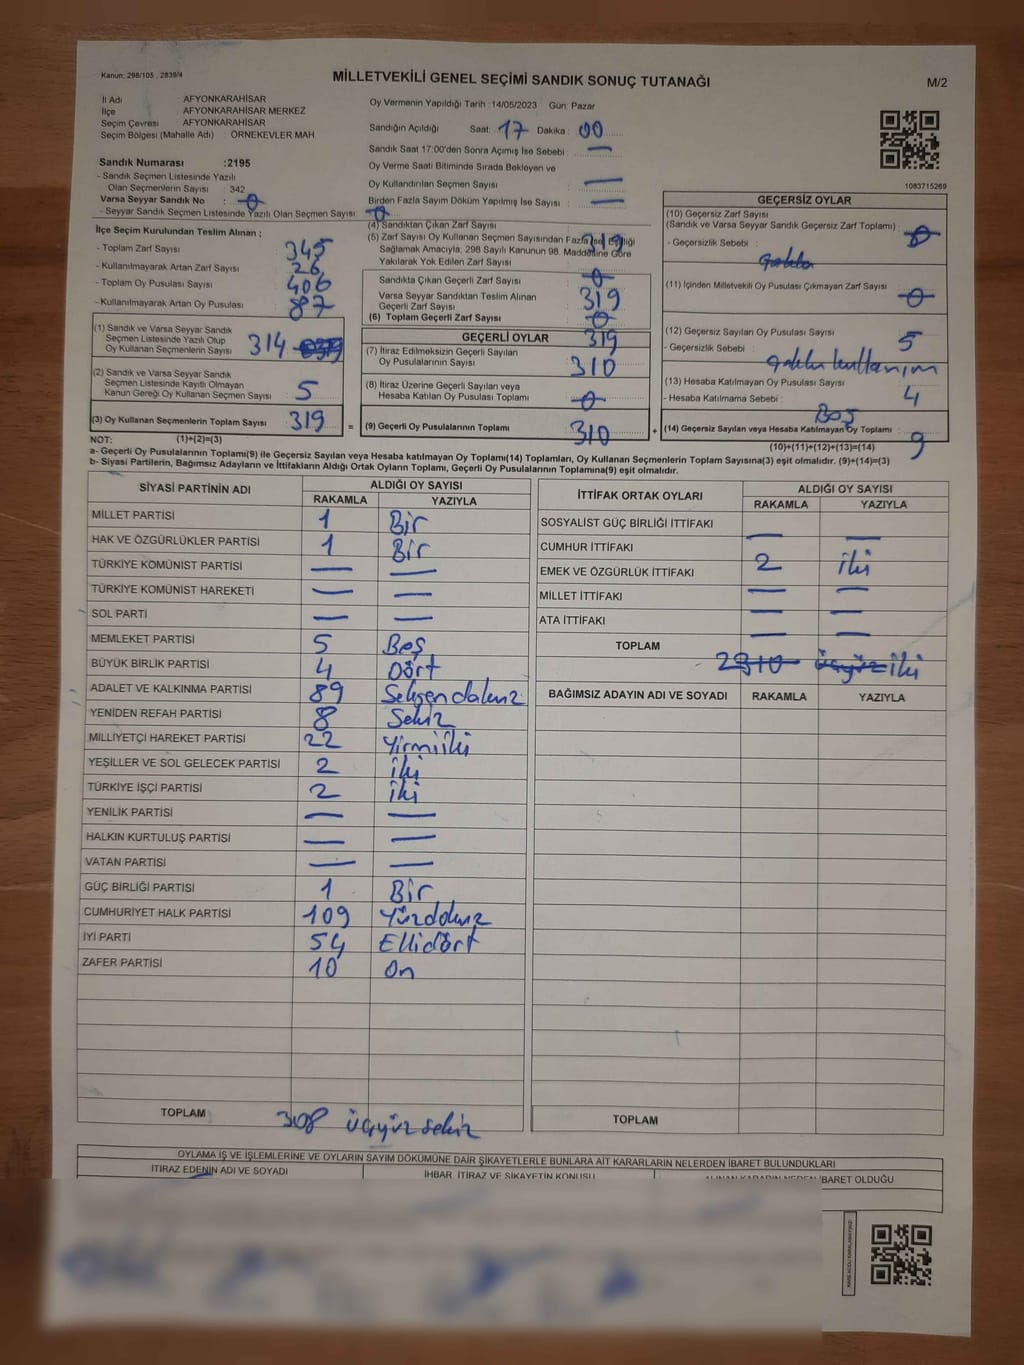 Kanun: 298/105 , 2839/4
MİLLETVEKİLİ GENEL SEÇİMİ SANDIK SONUÇ TUTANAĞI
M/2
İl Adı AFYONKARAHİSAR
İlçe AFYONKARAHİSAR MERKEZ
Seçim Çevresi AFYONKARAHİSAR
Seçim Bölgesi (Mahalle Adı) : ÖRNEKEVLER MAH.
Sandık Numarası :2195
- Sandık Seçmen Listesinde Yazılı
Olan Seçmenlerin Sayısı : 342
Varsa Seyyar Sandık No : 0
- Seyyar Sandık Seçmen Listesinde Yazılı Olan Seçmen Sayısı : 0
Oy Vermenin Yapıldığı Tarih : 14/05/2023 Gün: Pazar
Sandığın Açıldığı Saat: 17 Dakika : 00
Sandık Saat 17:00'den Sonra Açımış İse Sebebi : —
Oy Verme Saati Bitiminde Sırada Bekleyen ve
Oy Kullandırılan Seçmen Sayısı : —
Birden Fazla Sayım Döküm Yapılmış İse Sayısı : —
1083715269
İlçe Seçim Kurulundan Teslim Alınan ;
- Toplam Zarf Sayısı 345
- Kullanılmayarak Artan Zarf Sayısı 26
- Toplam Oy Pusulası Sayısı 406
- Kullanılmayarak Artan Oy Pusulası 87
(4) Sandıktan Çıkan Zarf Sayısı 319
(5) Zarf Sayısı Oy Kullanan Seçmen Sayısından Fazla ise, Eşitliği
Sağlamak Amacıyla, 298 Sayılı Kanunun 98. Maddesine Göre
Yakılarak Yok Edilen Zarf Sayısı 0
Sandıkta Çıkan Geçerli Zarf Sayısı 319
Varsa Seyyar Sandıktan Teslim Alınan
Geçerli Zarf Sayısı 0
(6) Toplam Geçerli Zarf Sayısı 319
GEÇERSİZ OYLAR
(10) Geçersiz Zarf Sayısı
(Sandık ve Varsa Seyyar Sandık Geçersiz Zarf Toplamı) : 0
- Geçersizlik Sebebi :
(11) İçinden Milletvekili Oy Pusulası Çıkmayan Zarf Sayısı 0
(12) Geçersiz Sayılan Oy Pusulası Sayısı 5
- Geçersizlik Sebebi : kullanım
(13) Hesaba Katılmayan Oy Pusulası Sayısı 4
- Hesaba Katılmama Sebebi : Boş
(14) Geçersiz Sayılan veya Hesaba Katılmayan Oy Toplamı 9
(10)+(11)+(12)+(13)=(14)
(1) Sandık ve Varsa Seyyar Sandık
Seçmen Listesinde Yazılı Olup
Oy Kullanan Seçmenlerin Sayısı 314
(2) Sandık ve Varsa Seyyar Sandık
Seçmen Listesinde Kayıtlı Olmayan
Kanun Gereği Oy Kullanan Seçmen Sayısı 5
(3) Oy Kullanan Seçmenlerin Toplam Sayısı 319 =
GEÇERLİ OYLAR
(7) İtiraz Edilmeksizin Geçerli Sayılan
Oy Pusulalarının Sayısı 310
(8) İtiraz Üzerine Geçerli Sayılan veya
Hesaba Katılan Oy Pusulası Toplamı 0
(9) Geçerli Oy Pusulalarının Toplamı 310 +
NOT: (1)+(2)=(3)
a- Geçerli Oy Pusulalarının Toplamı(9) ile Geçersiz Sayılan veya Hesaba Katılmayan Oy Toplamı(14) Toplamları, Oy Kullanan Seçmenlerin Toplam Sayısına(3) eşit olmalıdır. (9)+(14)=(3)
b- Siyasi Partilerin, Bağımsız Adayların ve İttifakların Aldığı Ortak Oyların Toplamı, Geçerli Oy Pusulalarının Toplamına(9) eşit olmalıdır.
SİYASİ PARTİNİN ADI ALDIĞI OY SAYISI
RAKAMLA YAZIYLA
MİLLET PARTİSİ 1 Bir
HAK VE ÖZGÜRLÜKLER PARTİSİ 1 Bir
TÜRKİYE KOMÜNİST PARTİSİ — —
TÜRKİYE KOMÜNİST HAREKETİ — —
SOL PARTİ — —
MEMLEKET PARTİSİ 5 Beş
BÜYÜK BİRLİK PARTİSİ 4 Dört
ADALET VE KALKINMA PARTİSİ 89 Seksendokuz
YENİDEN REFAH PARTİSİ 8 Sekiz
MİLLİYETÇİ HAREKET PARTİSİ 22 Yirmiiki
YEŞİLLER VE SOL GELECEK PARTİSİ 2 iki
TÜRKİYE İŞÇİ PARTİSİ 2 iki
YENİLİK PARTİSİ — —
HALKIN KURTULUŞ PARTİSİ — —
VATAN PARTİSİ — —
GÜÇ BİRLİĞİ PARTİSİ 1 Bir
CUMHURİYET HALK PARTİSİ 109 Yüzdokuz
İYİ PARTİ 54 Ellidört
ZAFER PARTİSİ 10 On
TOPLAM 308 üçyüzsekiz
İTTİFAK ORTAK OYLARI ALDIĞI OY SAYISI
RAKAMLA YAZIYLA
SOSYALİST GÜÇ BİRLİĞİ İTTİFAKI — —
CUMHUR İTTİFAKI 2 iki
EMEK VE ÖZGÜRLÜK İTTİFAKI — —
MİLLET İTTİFAKI — —
ATA İTTİFAKI — —
TOPLAM 2 310 üçyüz iki
BAĞIMSIZ ADAYIN ADI VE SOYADI RAKAMLA YAZIYLA
TOPLAM
OYLAMA İŞ VE İŞLEMLERİNE VE OYLARIN SAYIM DÖKÜMÜNE DAİR ŞİKAYETLERLE BUNLARA AİT KARARLARIN NELERDEN İBARET BULUNDUKLARI
İTİRAZ EDENİN ADI VE SOYADI İHBAR, İTİRAZ VE ŞİKAYETİN KONUSU ALINAN KARARIN NEDEN İBARET OLDUĞU